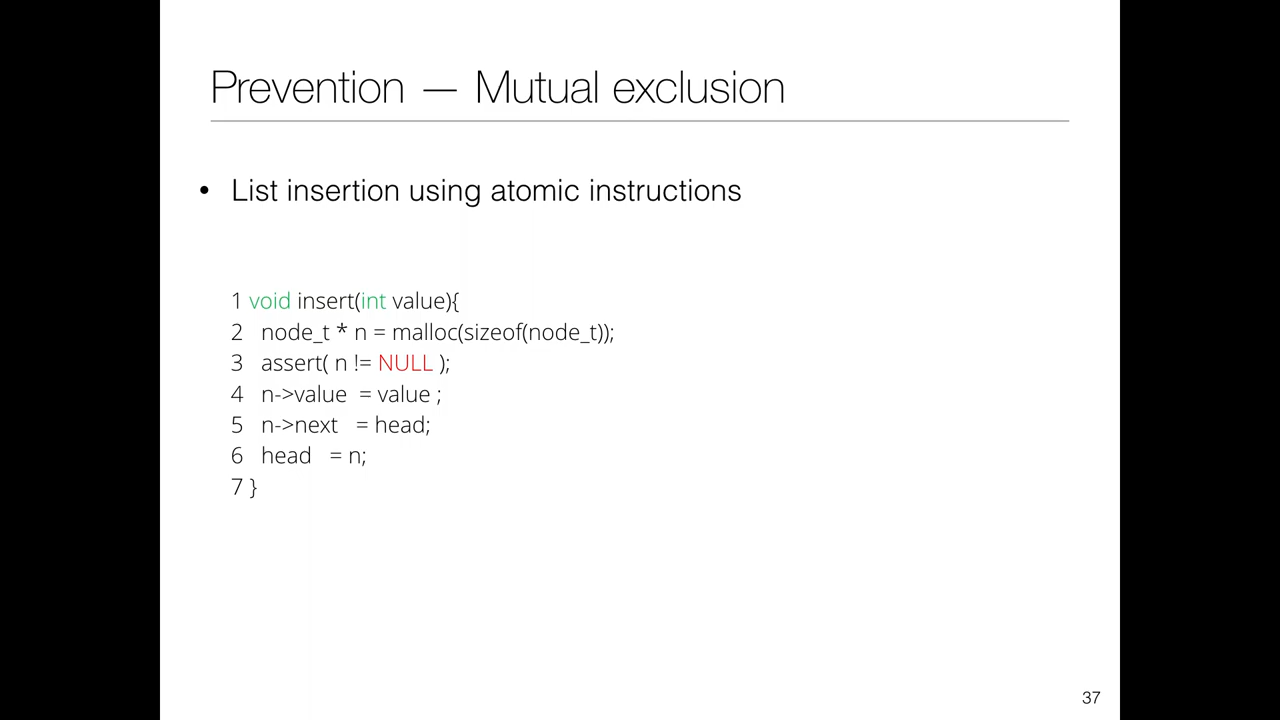 Prevention — Mutual exclusion
• List insertion using atomic instructions
1 void insert(int value){
2 node_t * n = malloc(sizeof(node_t));
3 assert( n != NULL );
4 n->value = value ;
5 n->next = head;
6 head = n;
7 }
37